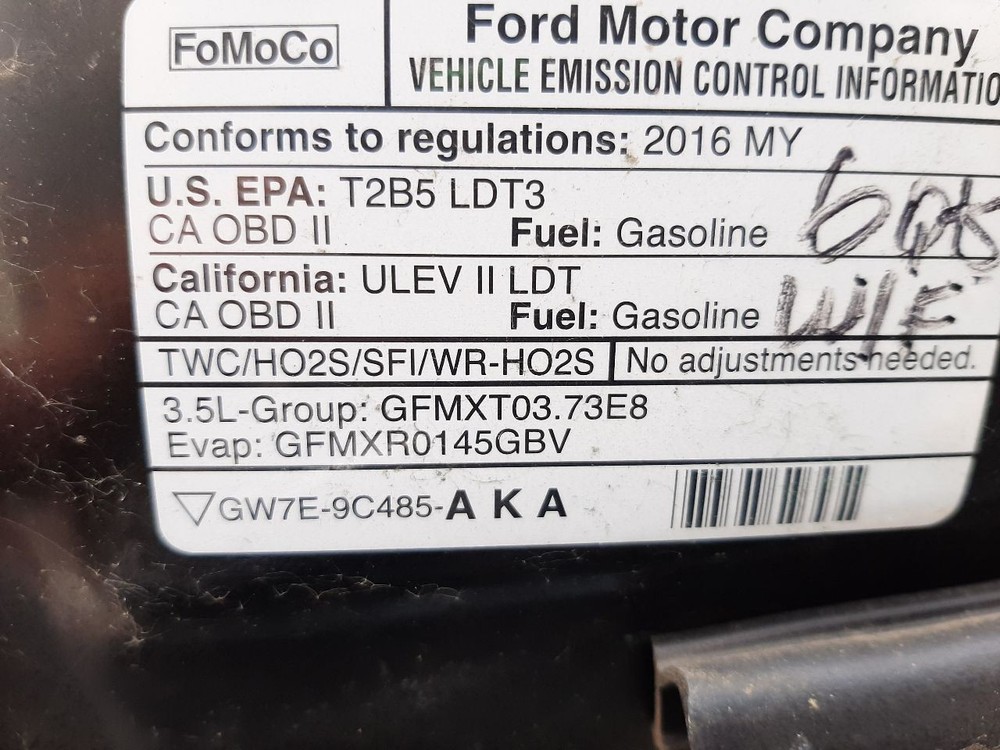 FoMoCo
Ford Motor Company
VEHICLE EMISSION CONTROL INFORMATIO
Conforms to regulations: 2016 MY
U.S. EPA: T2B5 LDT3
CA OBD II Fuel: Gasoline
6 qts
California: ULEV II LDT
CA OBD II Fuel: Gasoline
W/F
TWC/HO2S/SFI/WR-HO2S No adjustments needed.
3.5L-Group: GFMXT03.73E8
Evap: GFMXR0145GBV
GW7E-9C485-A K A